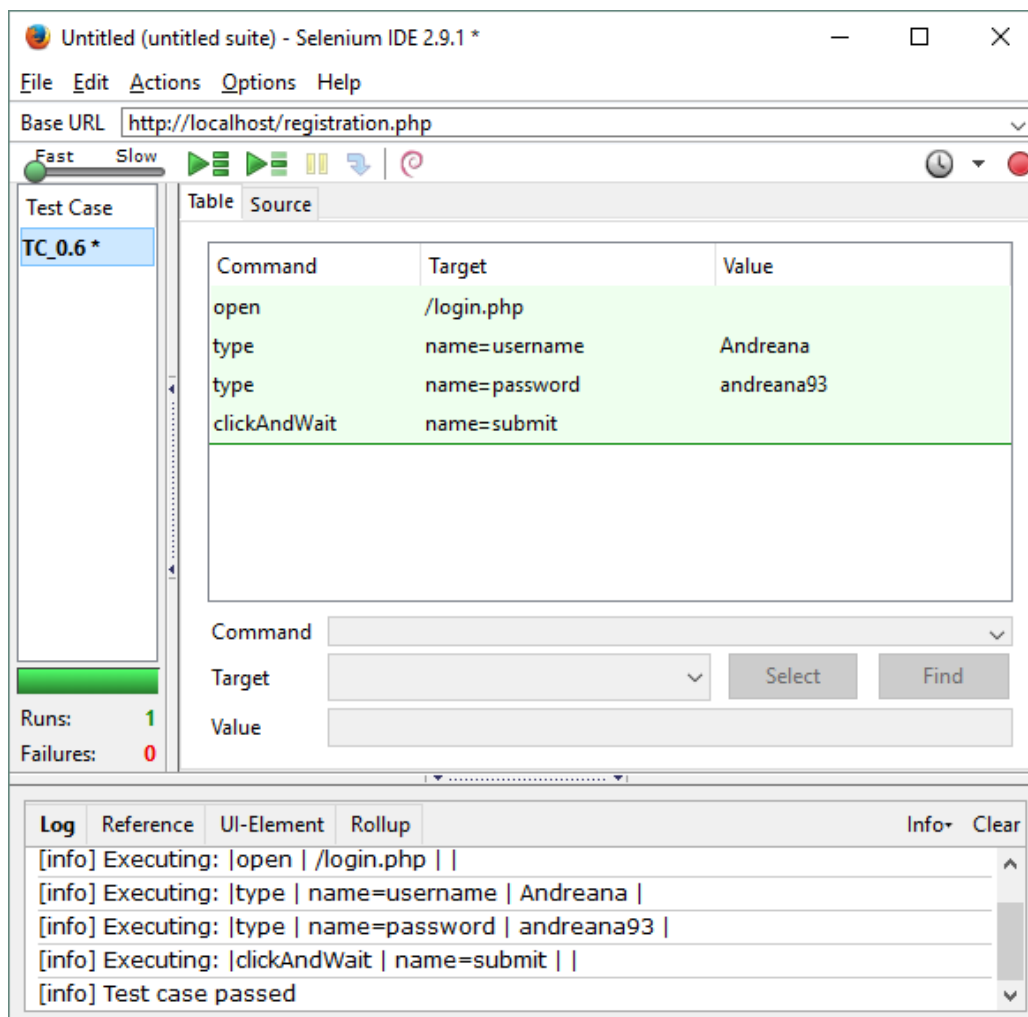 Untitled (untitled suite) - Selenium IDE 2.9.1 *
File Edit Actions Options Help
Base URL http://localhost/registration.php
Fast Slow
Test Case
TC_0.6 *
Table Source
Command Target Value
open /login.php
type name=username Andreana
type name=password andreana93
clickAndWait name=submit
Command
Target Select Find
Value
Runs: 1
Failures: 0
Log Reference UI-Element Rollup Info Clear
[info] Executing: |open | /login.php | |
[info] Executing: |type | name=username | Andreana |
[info] Executing: |type | name=password | andreana93 |
[info] Executing: |clickAndWait | name=submit | |
[info] Test case passed